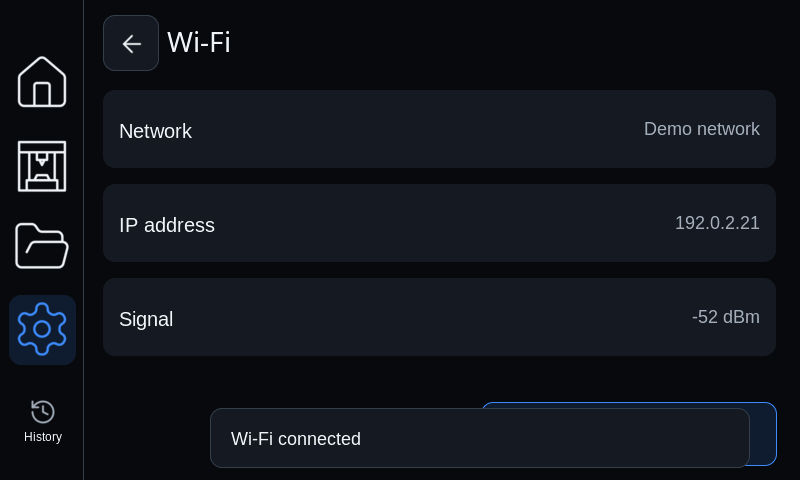 Wi-Fi
Network
Demo network
IP address
192.0.2.21
Signal
-52 dBm
History
Wi-Fi connected